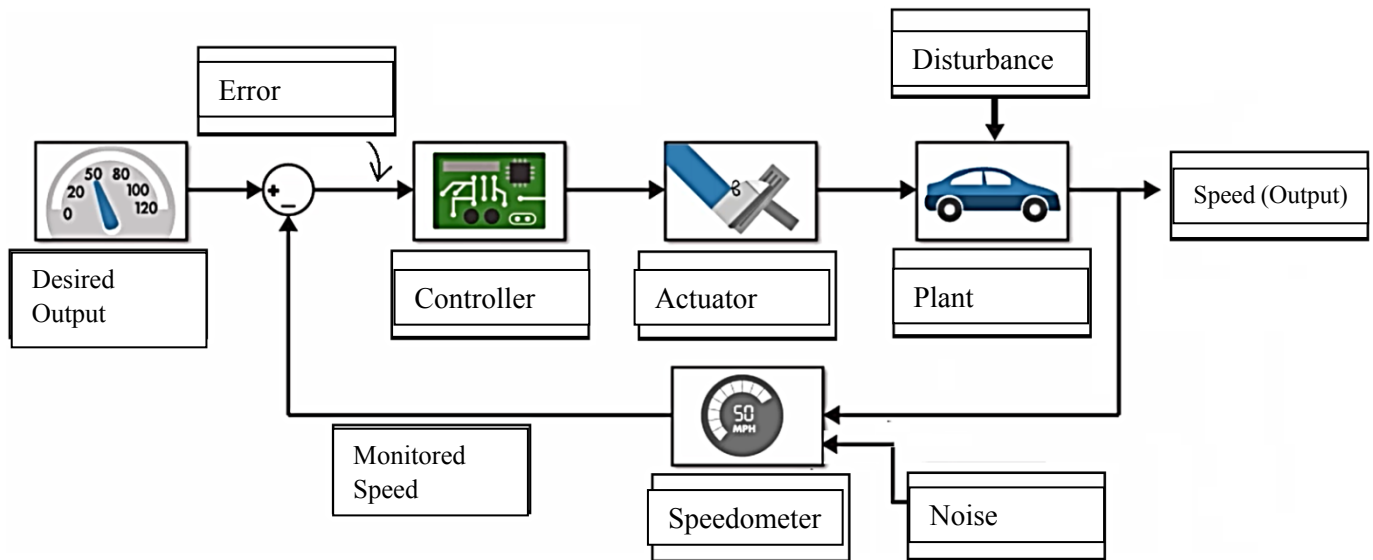 Disturbance
Error
50 80
20 100
0 120
+
−
Speed (Output)
Desired
Output
Controller
Actuator
Plant
50
MPH
Monitored
Speed
Speedometer
Noise